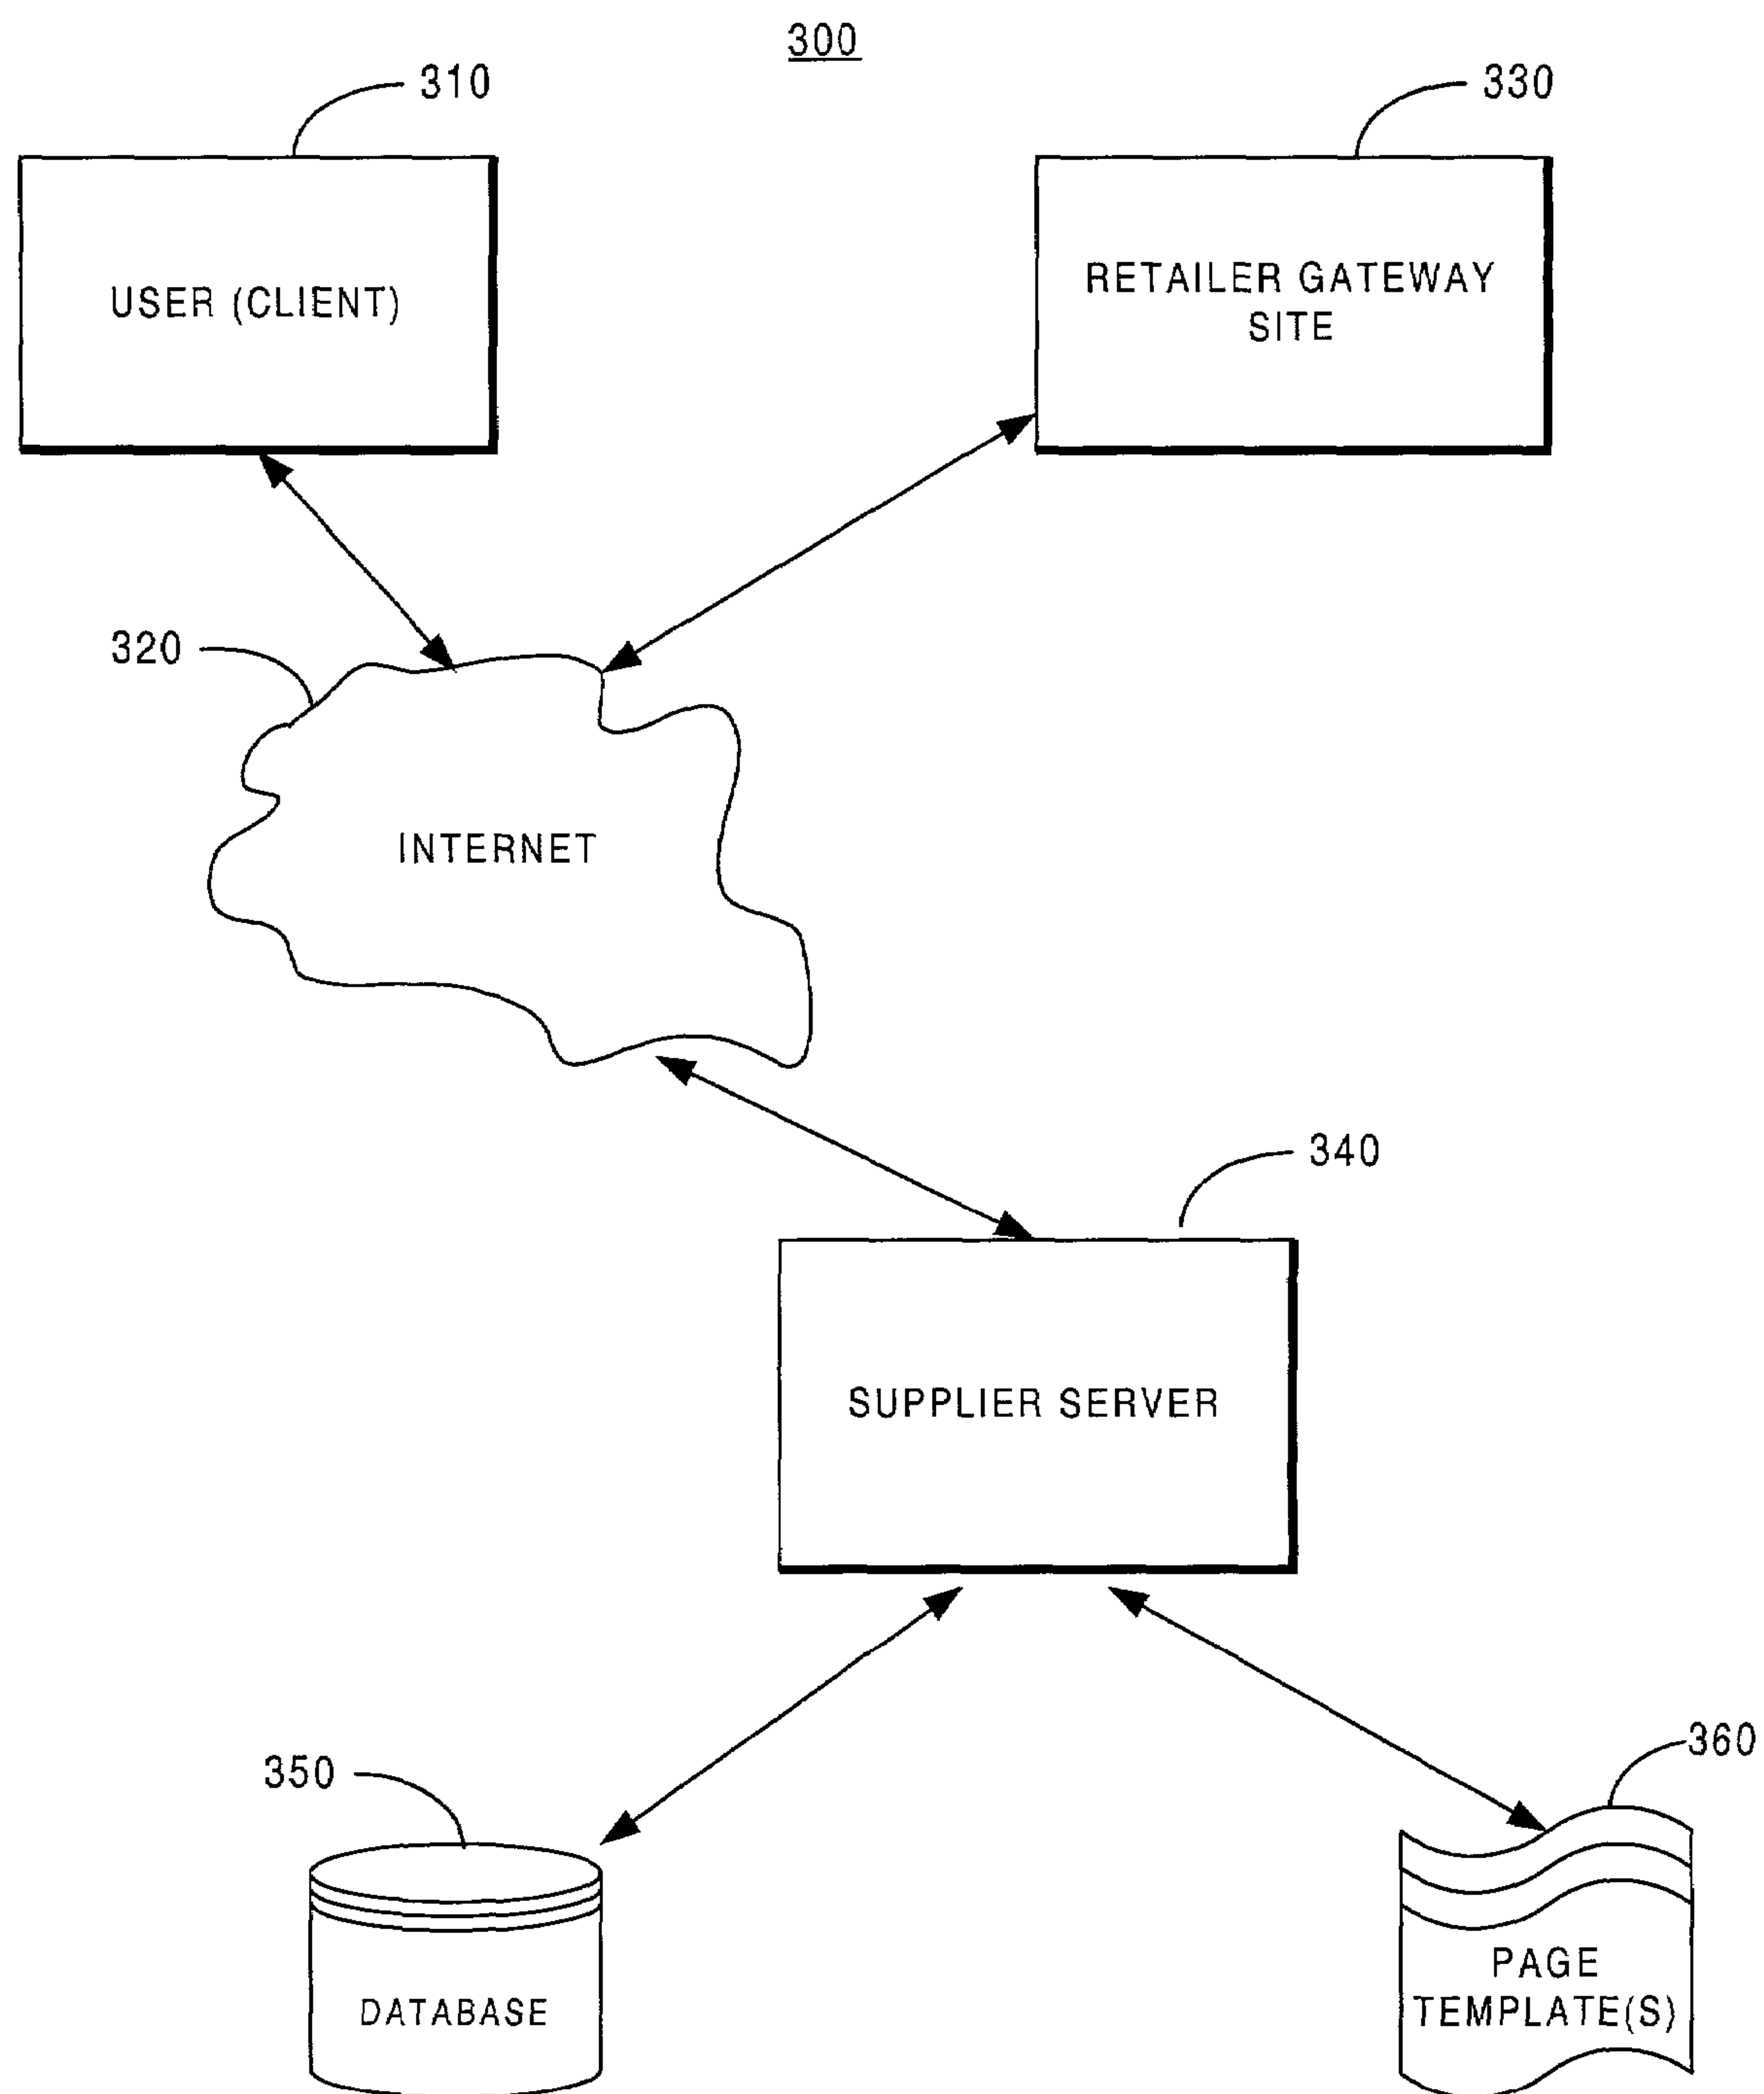 300
310
330
USER (CLIENT)
RETAILER GATEWAY
SITE
320
INTERNET
340
SUPPLIER SERVER
350
360
DATABASE
PAGE
TEMPLATE(S)